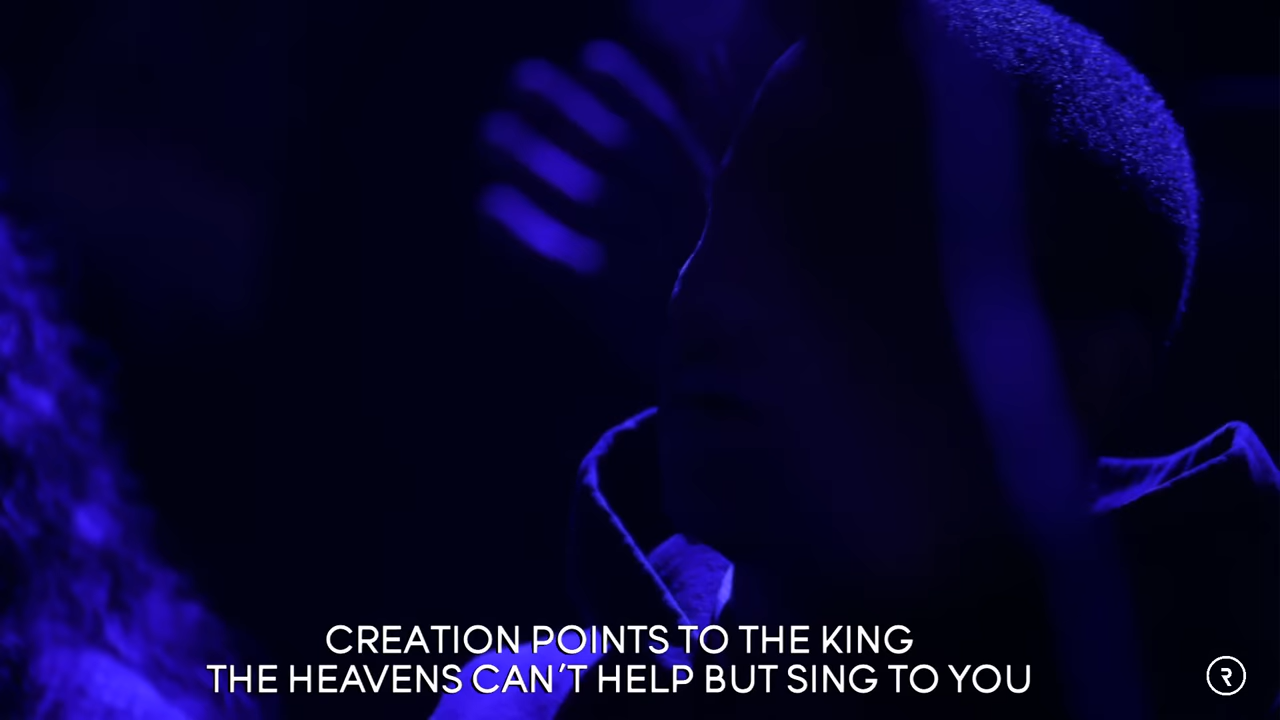 CREATION POINTS TO THE KING
THE HEAVENS CAN'T HELP BUT SING TO YOU
R